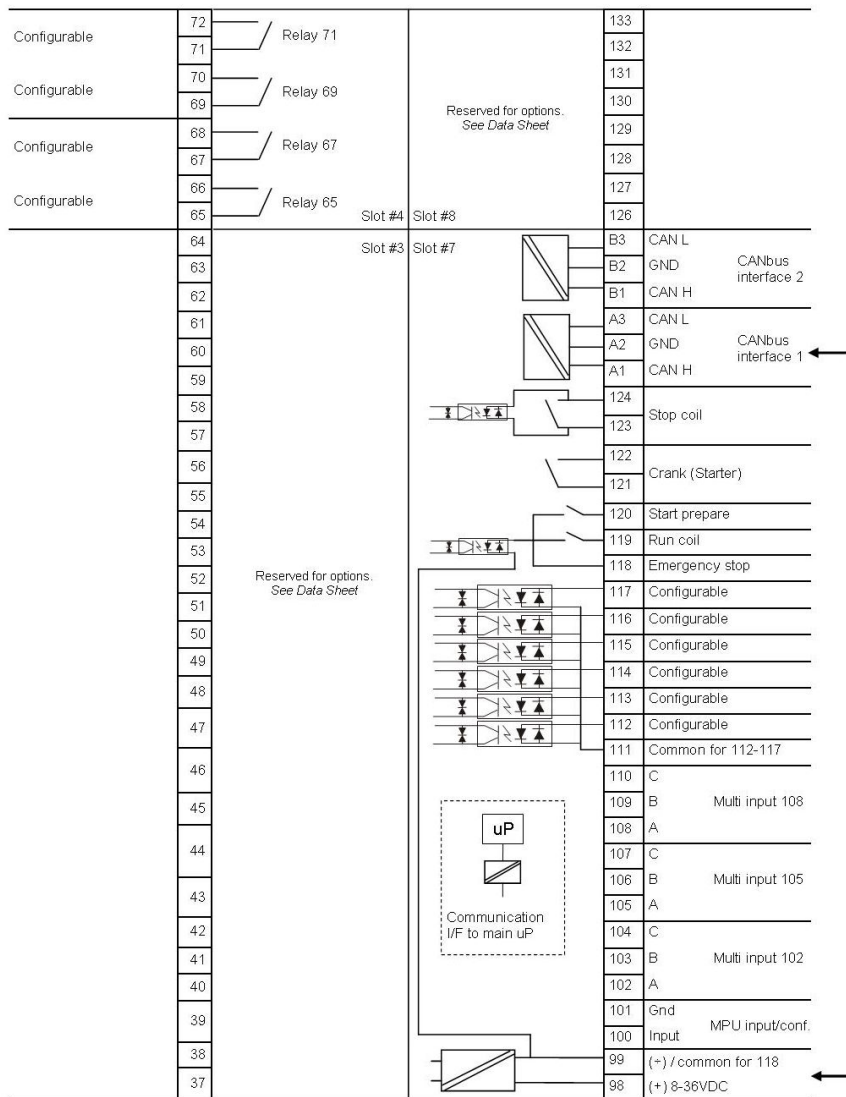 Configurable 72 Relay 71
71
Configurable 70 Relay 69
69
Configurable 68 Relay 67
67
Configurable 66 Relay 65
65
Slot #4 Slot #8
Reserved for options.
See Data Sheet
133
132
131
130
129
128
127
126
Slot #3 Slot #7
64
63
62
61
60
59
58
57
56
55
54
53
52
51
50
49
48
47
46
45
44
43
42
41
40
39
38
37
Reserved for options.
See Data Sheet
B3 CAN L
B2 GND
B1 CAN H
CANbus
interface 2
A3 CAN L
A2 GND
A1 CAN H
CANbus
interface 1
124
123
Stop coil
122
121
Crank (Starter)
120 Start prepare
119 Run coil
118 Emergency stop
117 Configurable
116 Configurable
115 Configurable
114 Configurable
113 Configurable
112 Configurable
111 Common for 112-117
110 C
109 B Multi input 108
108 A
107 C
106 B Multi input 105
105 A
104 C
103 B Multi input 102
102 A
101 Gnd
100 Input
MPU input/conf.
99 (÷) / common for 118
98 (+) 8-36VDC
uP
Communication
I/F to main uP